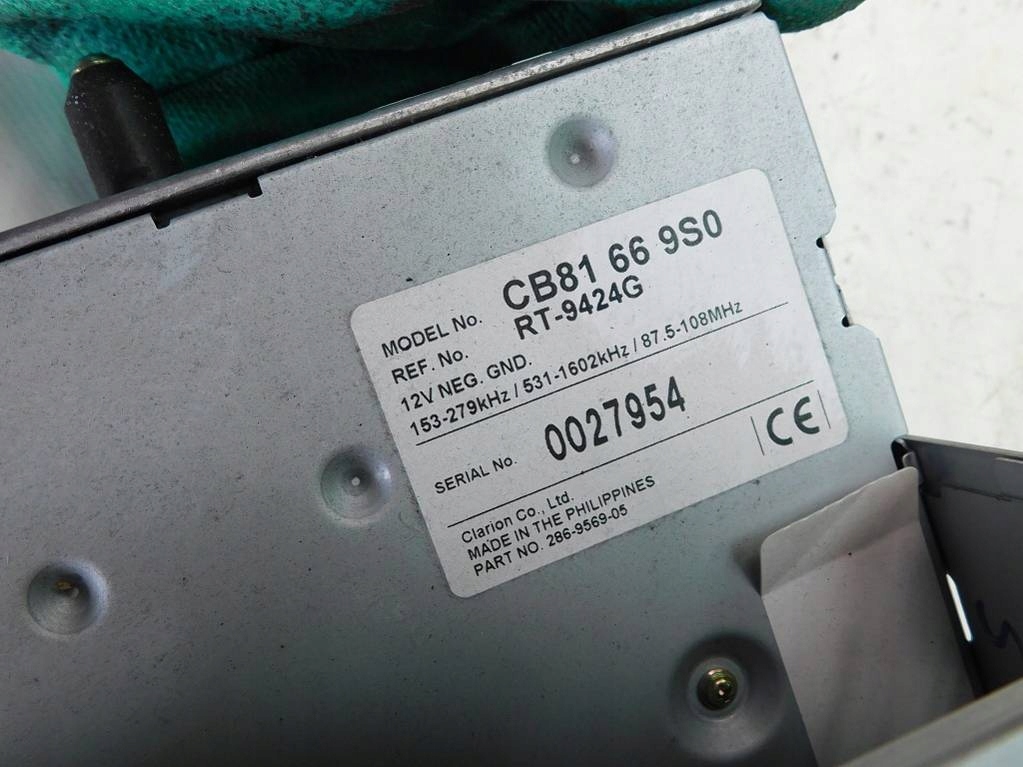 MODEL No. CB81 66 9S0
REF. No. RT-9424G
12V NEG. GND.
153-279kHz / 531-1602kHz / 87.5-108MHz
SERIAL No. 0027954
CE
Clarion Co., Ltd.
MADE IN THE PHILIPPINES
PART NO. 286-9569-05